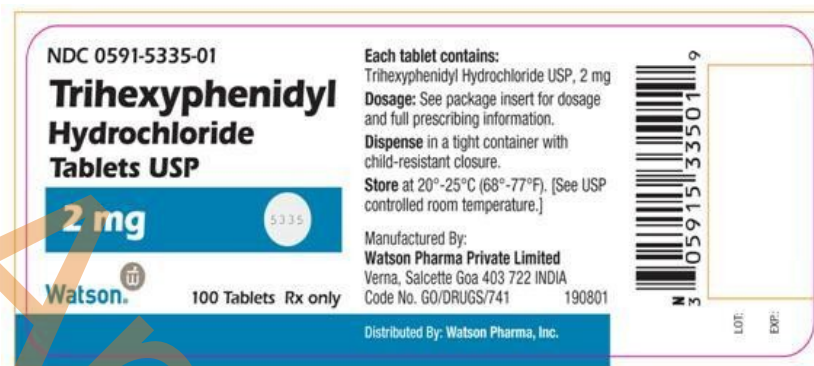 NDC 0591-5335-01
Trihexyphenidyl
Hydrochloride
Tablets USP
2 mg
5335
Watson®
100 Tablets Rx only
Each tablet contains:
Trihexyphenidyl Hydrochloride USP, 2 mg
Dosage: See package insert for dosage
and full prescribing information.
Dispense in a tight container with
child-resistant closure.
Store at 20°-25°C (68°-77°F). [See USP
controlled room temperature.]
Manufactured By:
Watson Pharma Private Limited
Verna, Salcette Goa 403 722 INDIA
Code No. GO/DRUGS/741 190801
Distributed By: Watson Pharma, Inc.
N
3 05915 33501 9
LOT:
EXP.: